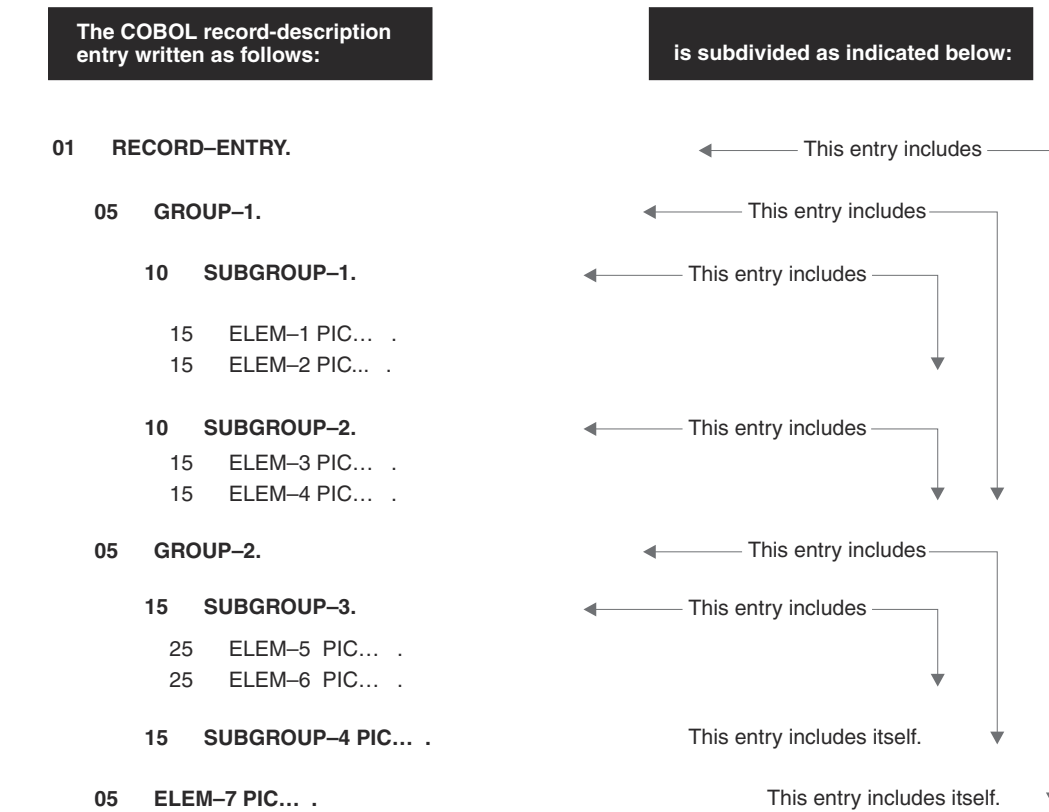 The COBOL record-description
entry written as follows:
is subdivided as indicated below:
01 RECORD–ENTRY. This entry includes
05 GROUP–1. This entry includes
10 SUBGROUP–1. This entry includes
15 ELEM–1 PIC… .
15 ELEM–2 PIC... .
10 SUBGROUP–2. This entry includes
15 ELEM–3 PIC… .
15 ELEM–4 PIC… .
05 GROUP–2. This entry includes
15 SUBGROUP–3. This entry includes
25 ELEM–5 PIC… .
25 ELEM–6 PIC… .
15 SUBGROUP–4 PIC… . This entry includes itself.
05 ELEM–7 PIC… . This entry includes itself.